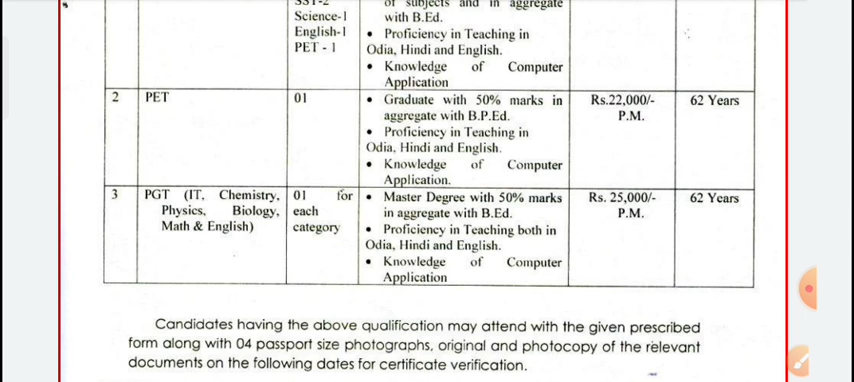 SST-2
Science-1
English-1
PET - 1
of subjects and in aggregate
with B.Ed.
• Proficiency in Teaching in
Odia, Hindi and English.
• Knowledge of Computer
Application
2
PET
01
• Graduate with 50% marks in
aggregate with B.P.Ed.
• Proficiency in Teaching in
Odia, Hindi and English.
• Knowledge of Computer
Application.
Rs.22,000/-
P.M.
62 Years
3
PGT (IT, Chemistry,
Physics, Biology,
Math & English)
01 for
each
category
• Master Degree with 50% marks
in aggregate with B.Ed.
• Proficiency in Teaching both in
Odia, Hindi and English.
• Knowledge of Computer
Application
Rs. 25,000/-
P.M.
62 Years
Candidates having the above qualification may attend with the given prescribed
form along with 04 passport size photographs, original and photocopy of the relevant
documents on the following dates for certificate verification.